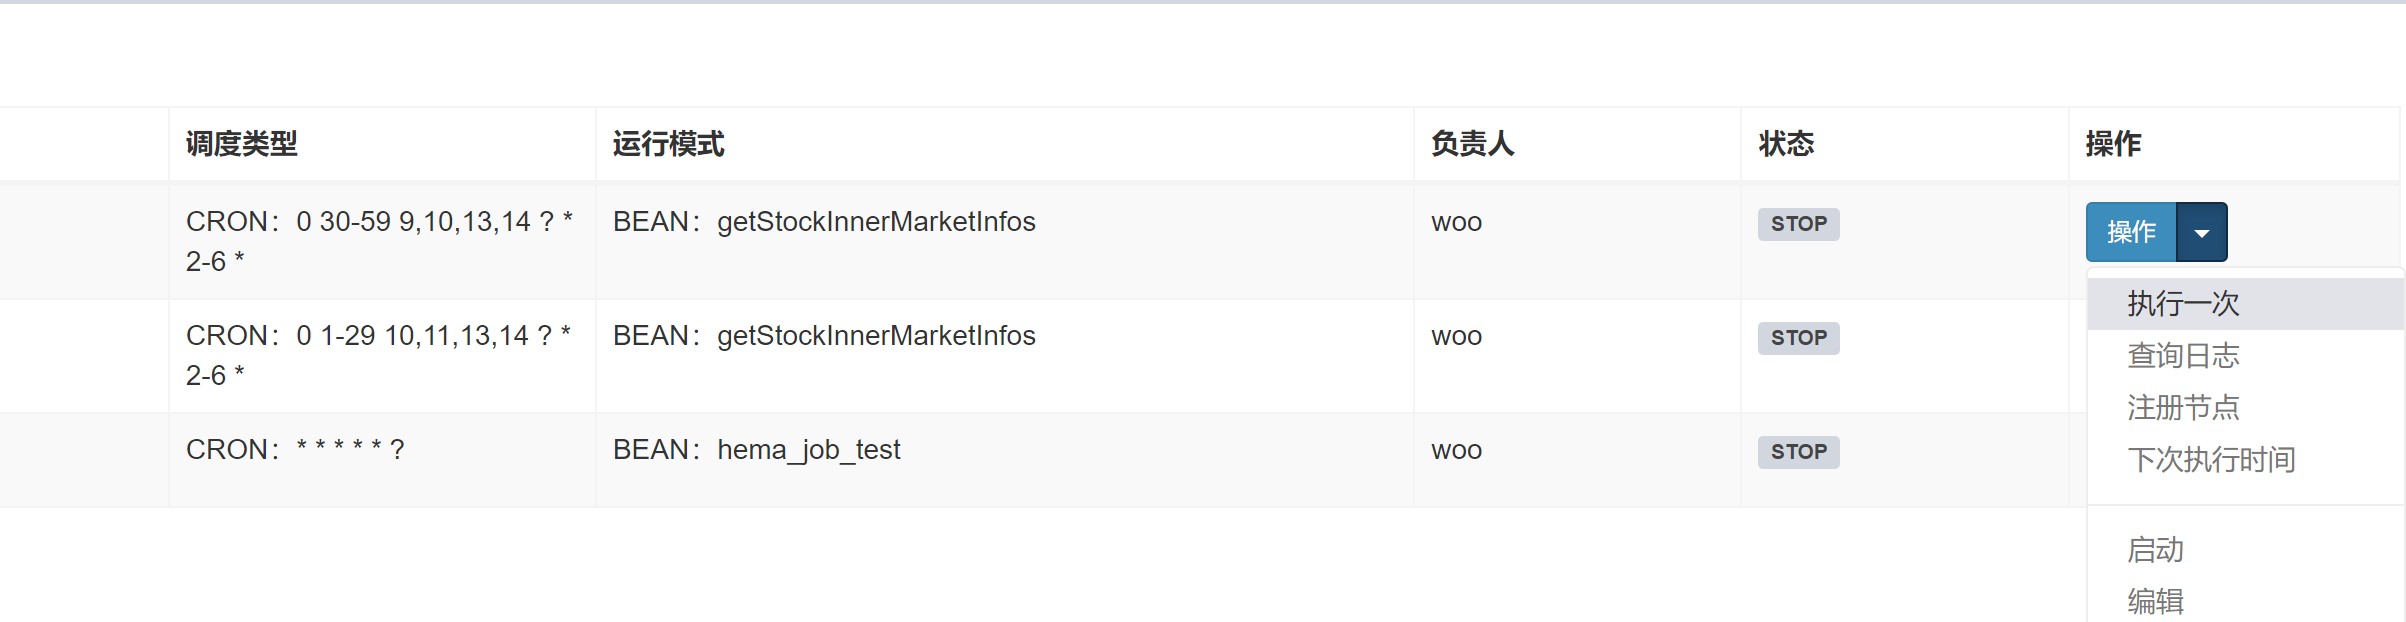 调度类型 运行模式 负责人 状态 操作
CRON：0 30-59 9,10,13,14 ? * BEAN：getStockInnerMarketInfos woo STOP 操作
2-6 *
执行一次
CRON：0 1-29 10,11,13,14 ? * BEAN：getStockInnerMarketInfos woo STOP
查询日志
2-6 *
注册节点
CRON：* * * * * ? BEAN：hema_job_test woo STOP
下次执行时间
启动
编辑